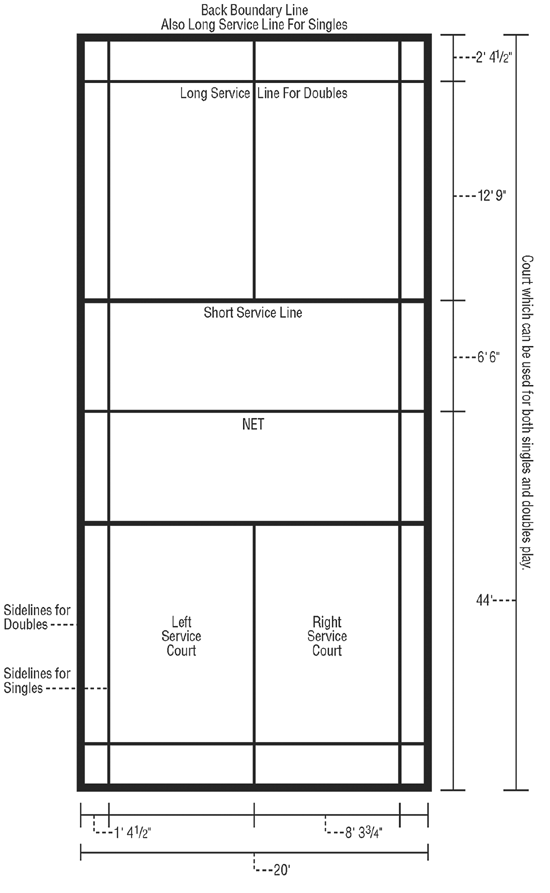 Back Boundary Line
Also Long Service Line For Singles
2' 4½"
Long Service Line For Doubles
12' 9"
Short Service Line
6' 6"
Court which can be used for both singles and doubles play.
NET
44'
Sidelines for
Doubles
Left
Service
Court
Right
Service
Court
Sidelines for
Singles
1' 4½"
8' 3¾"
20'